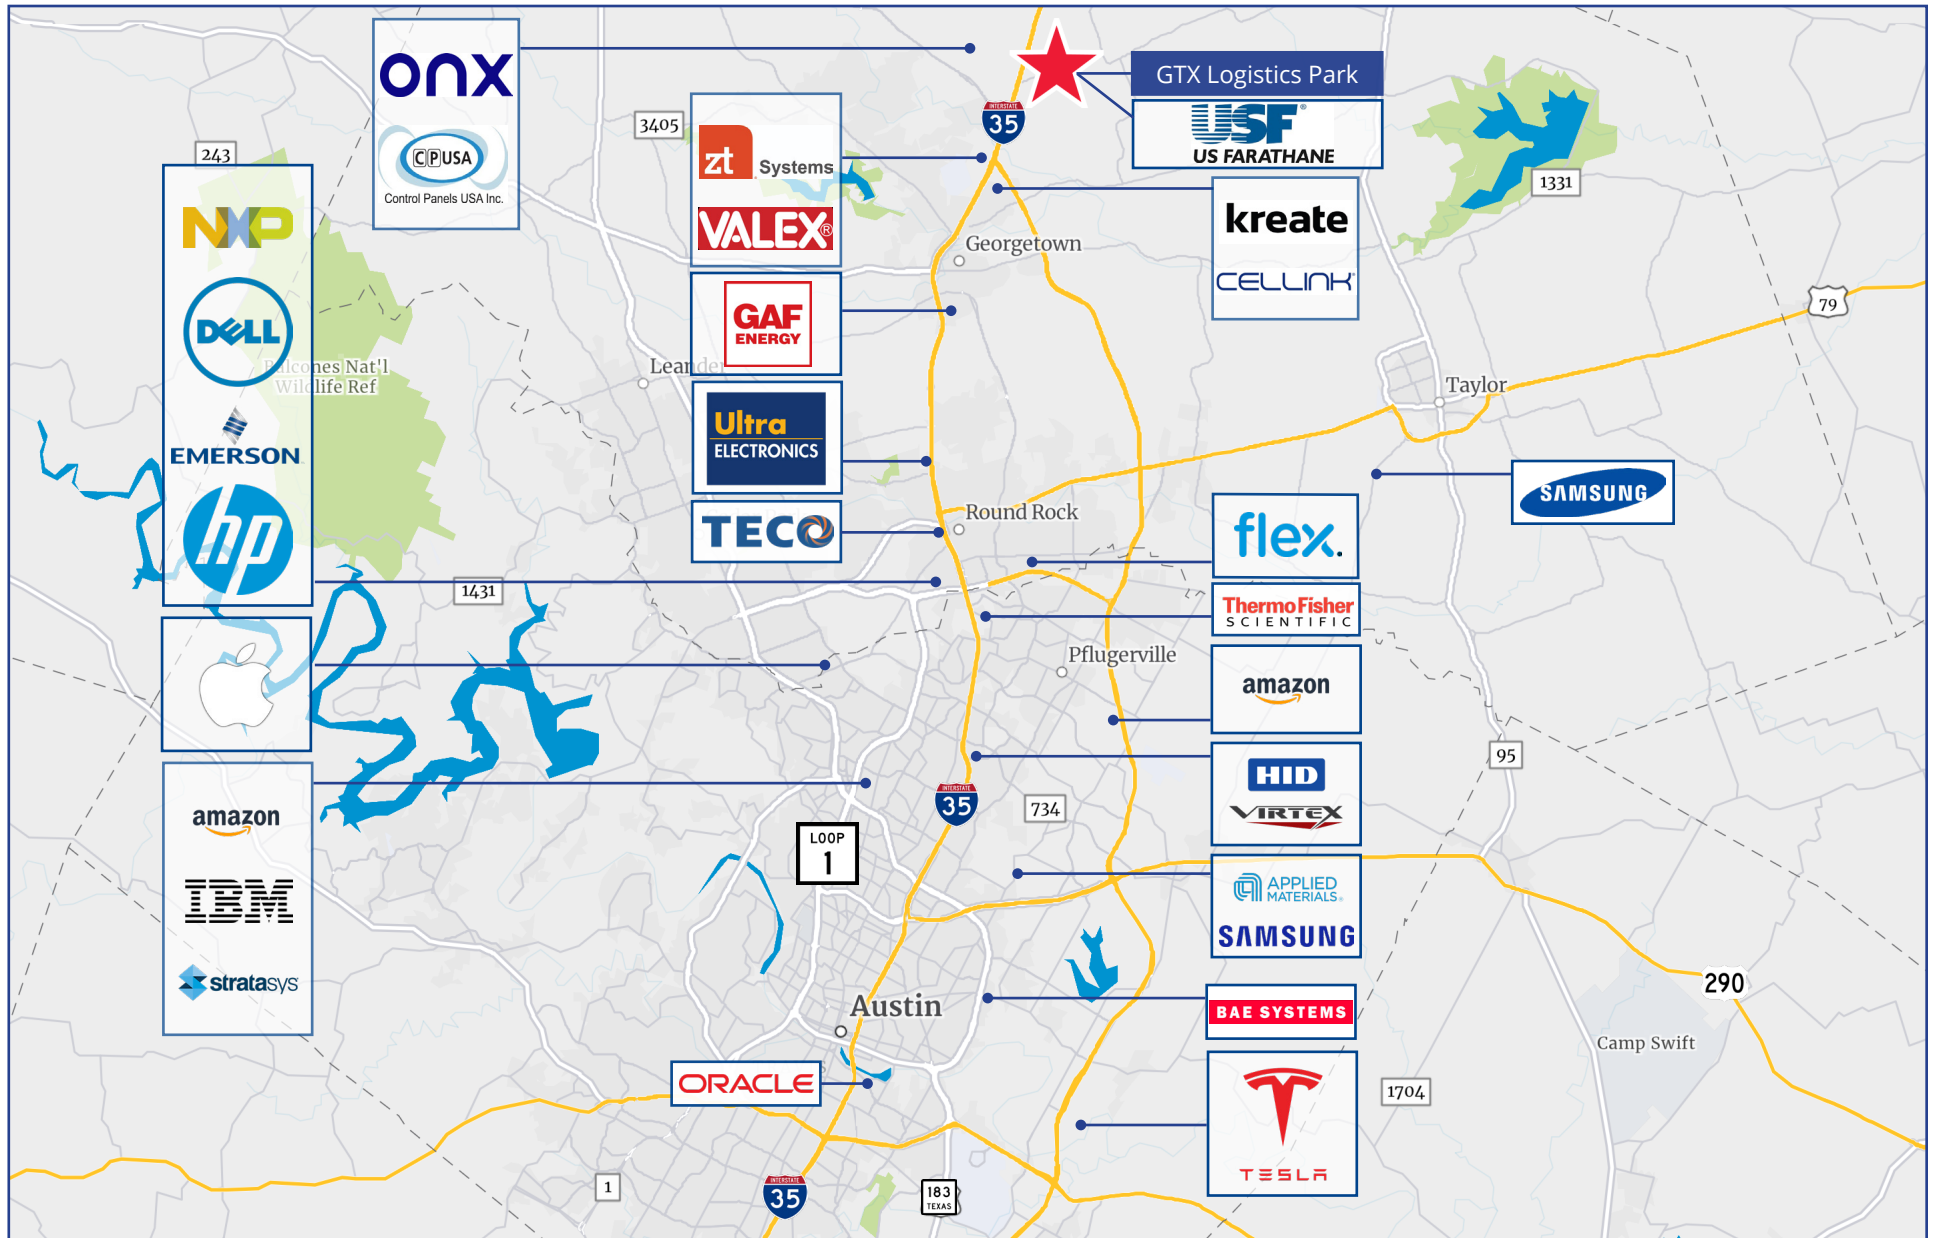 onx
CPUSA
Control Panels USA Inc.
GTX Logistics Park
USF®
US FARATHANE
INTERSTATE
35
3405
zt Systems
VALEX®
243
1331
kreate
CELLINK
Georgetown
NXP
DELL
EMERSON
hp
Balcones Nat'l
Wildlife Ref
GAF
ENERGY
79
Leander
Taylor
Ultra
ELECTRONICS
SAMSUNG
TECO
Round Rock
flex.
1431
ThermoFisher
SCIENTIFIC
Pflugerville
amazon
95
HID
VIRTEX
amazon
IBM
stratasys
INTERSTATE
35
734
LOOP
1
APPLIED
MATERIALS®
SAMSUNG
290
Austin
BAE SYSTEMS
Camp Swift
ORACLE
TESLA
1704
1
INTERSTATE
35
183
TEXAS